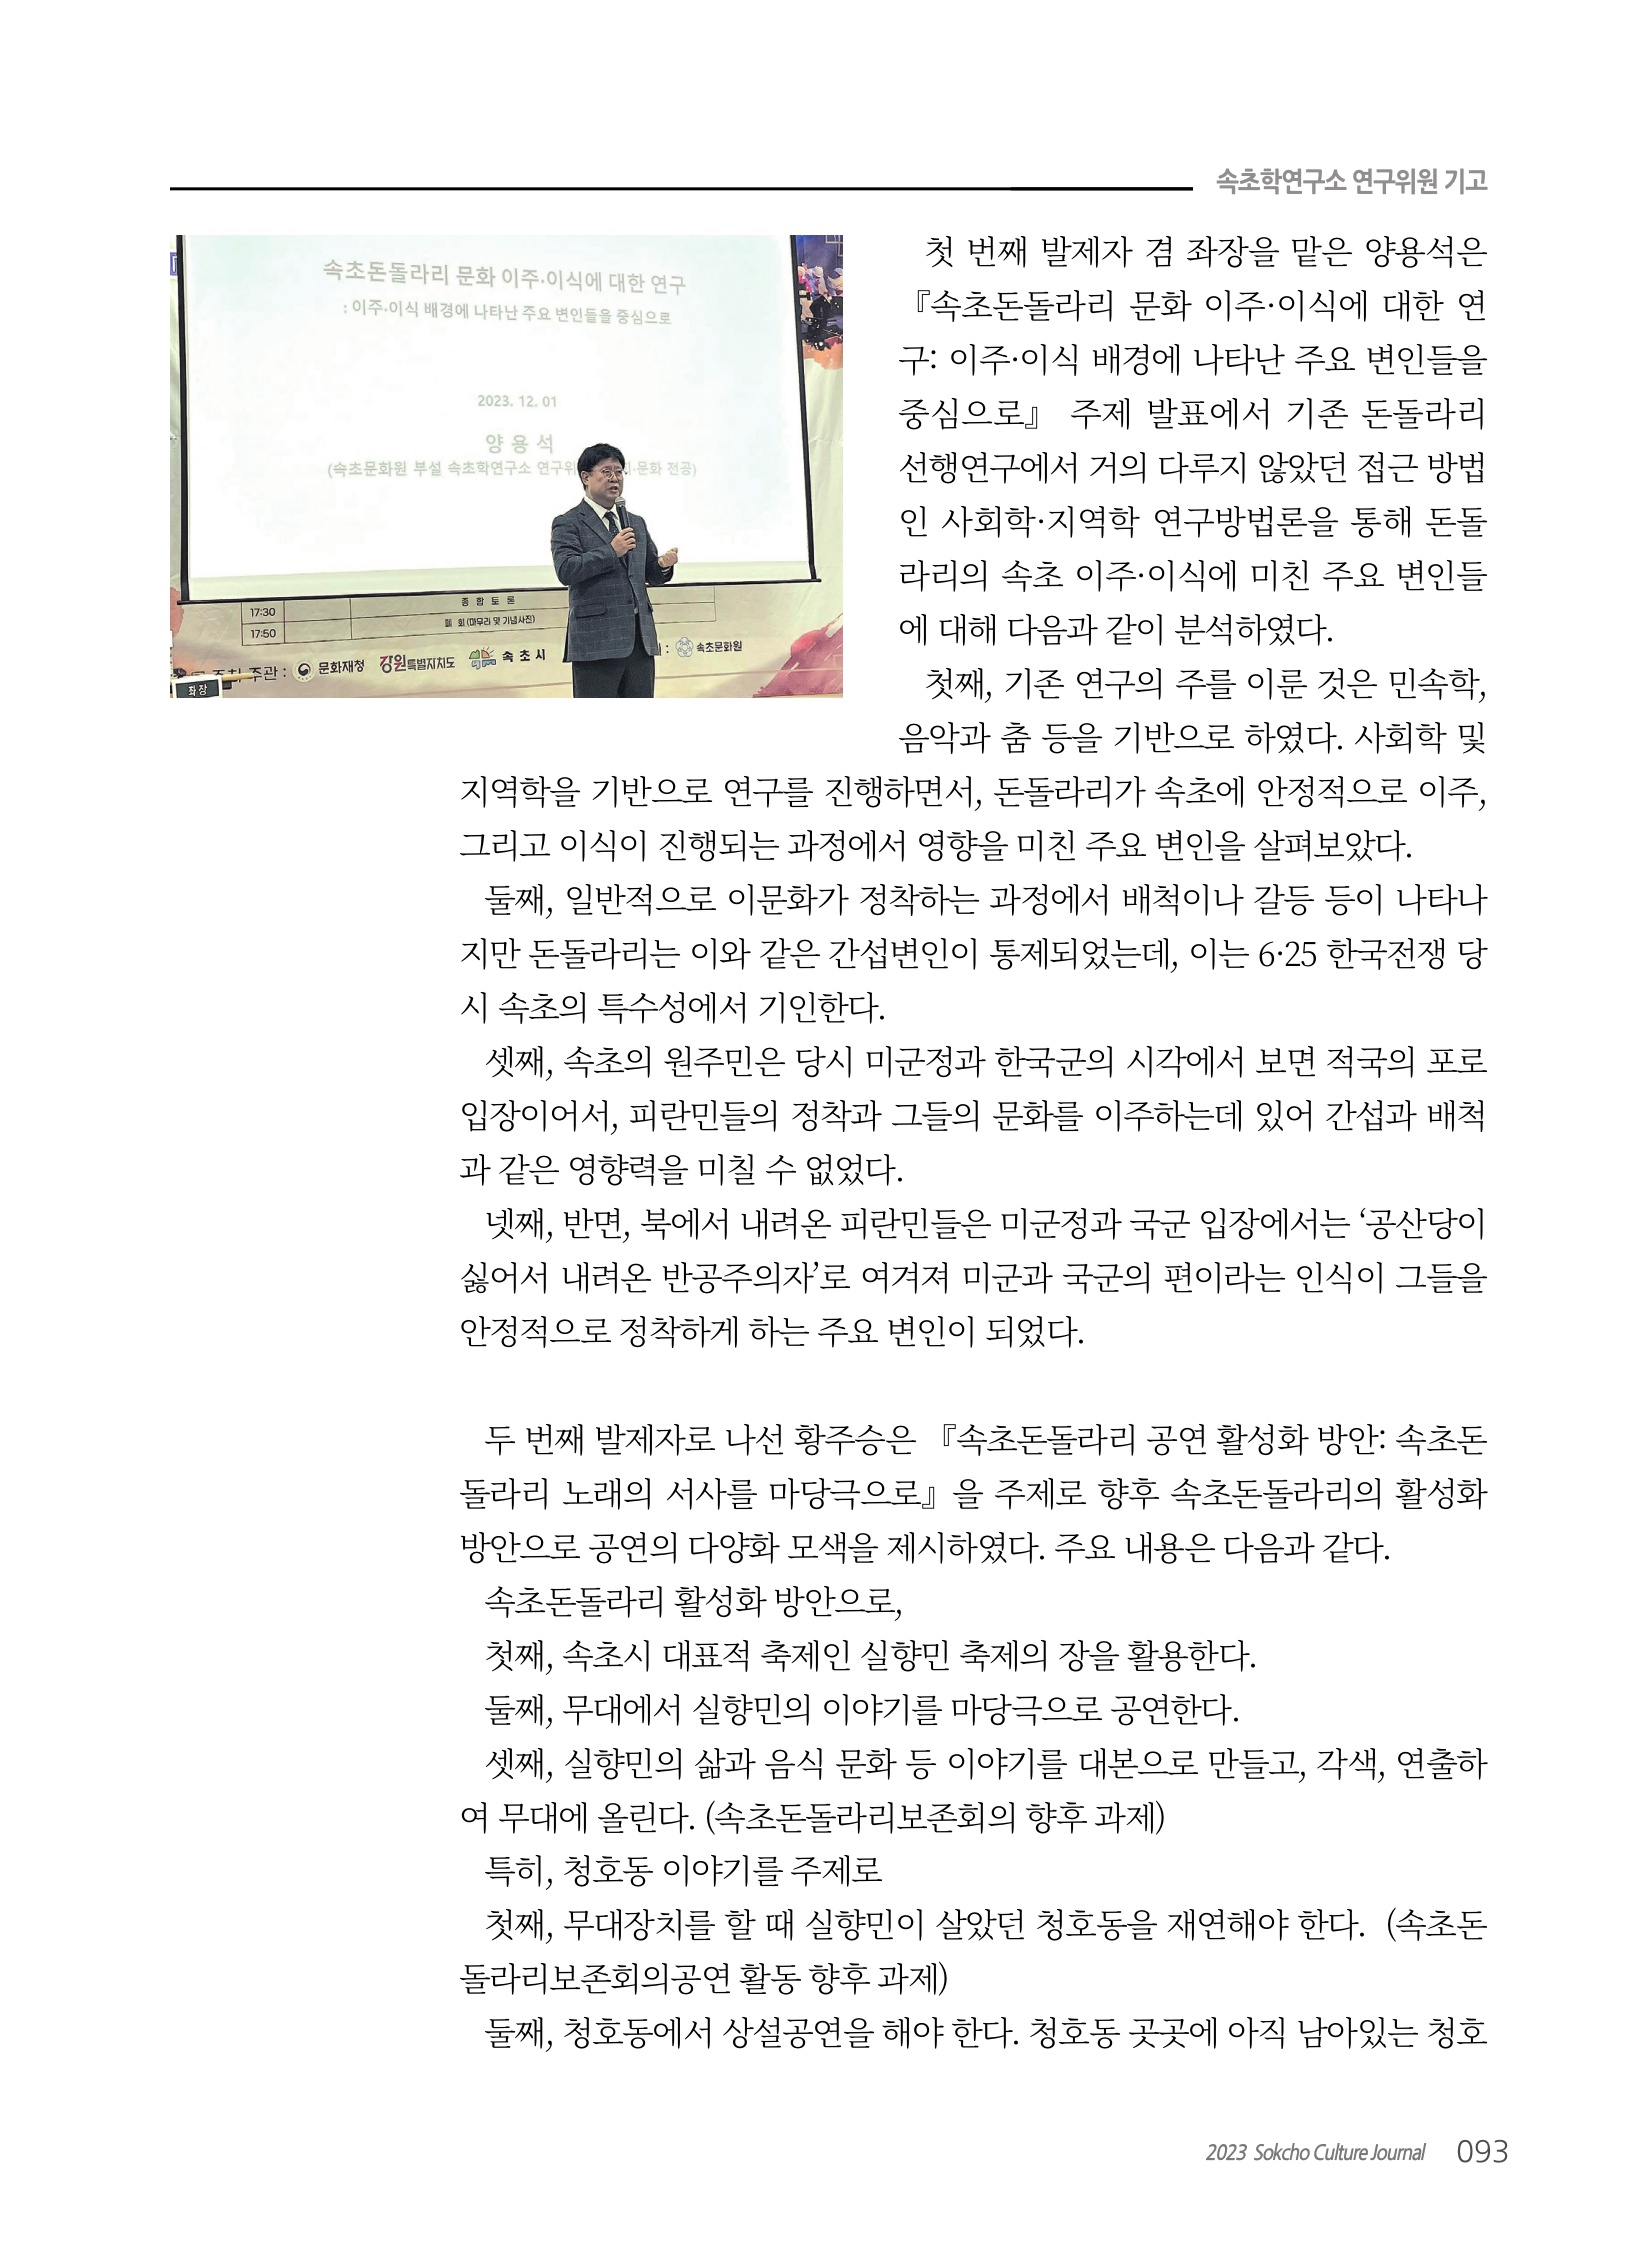 속초학연구소 연구위원 기고
속초돈돌라리 문화 이주·이식에 대한 연구
: 이주·이식 배경에 나타난 주요 변인들을 중심으로
2023. 12. 01
양 용 석
(속초문화원 부설 속초학연구소 연구위 ·문화 전공)
종 합 토 론
17:30
폐 회 (마무리 및 기념사진)
17:50
주관 : 문화재청 강원특별자치도 속초시 : 속초문화원
좌장
첫 번째 발제자 겸 좌장을 맡은 양용석은
『속초돈돌라리 문화 이주·이식에 대한 연
구: 이주·이식 배경에 나타난 주요 변인들을
중심으로』 주제 발표에서 기존 돈돌라리
선행연구에서 거의 다루지 않았던 접근 방법
인 사회학·지역학 연구방법론을 통해 돈돌
라리의 속초 이주·이식에 미친 주요 변인들
에 대해 다음과 같이 분석하였다.
첫째, 기존 연구의 주를 이룬 것은 민속학,
음악과 춤 등을 기반으로 하였다. 사회학 및
지역학을 기반으로 연구를 진행하면서, 돈돌라리가 속초에 안정적으로 이주,
그리고 이식이 진행되는 과정에서 영향을 미친 주요 변인을 살펴보았다.
둘째, 일반적으로 이문화가 정착하는 과정에서 배척이나 갈등 등이 나타나
지만 돈돌라리는 이와 같은 간섭변인이 통제되었는데, 이는 6·25 한국전쟁 당
시 속초의 특수성에서 기인한다.
셋째, 속초의 원주민은 당시 미군정과 한국군의 시각에서 보면 적국의 포로
입장이어서, 피란민들의 정착과 그들의 문화를 이주하는데 있어 간섭과 배척
과 같은 영향력을 미칠 수 없었다.
넷째, 반면, 북에서 내려온 피란민들은 미군정과 국군 입장에서는 ‘공산당이
싫어서 내려온 반공주의자’로 여겨져 미군과 국군의 편이라는 인식이 그들을
안정적으로 정착하게 하는 주요 변인이 되었다.
두 번째 발제자로 나선 황주승은 『속초돈돌라리 공연 활성화 방안: 속초돈
돌라리 노래의 서사를 마당극으로』을 주제로 향후 속초돈돌라리의 활성화
방안으로 공연의 다양화 모색을 제시하였다. 주요 내용은 다음과 같다.
속초돈돌라리 활성화 방안으로,
첫째, 속초시 대표적 축제인 실향민 축제의 장을 활용한다.
둘째, 무대에서 실향민의 이야기를 마당극으로 공연한다.
셋째, 실향민의 삶과 음식 문화 등 이야기를 대본으로 만들고, 각색, 연출하
여 무대에 올린다. (속초돈돌라리보존회의 향후 과제)
특히, 청호동 이야기를 주제로
첫째, 무대장치를 할 때 실향민이 살았던 청호동을 재연해야 한다. (속초돈
돌라리보존회의공연 활동 향후 과제)
둘째, 청호동에서 상설공연을 해야 한다. 청호동 곳곳에 아직 남아있는 청호
2023 Sokcho Culture Journal 093